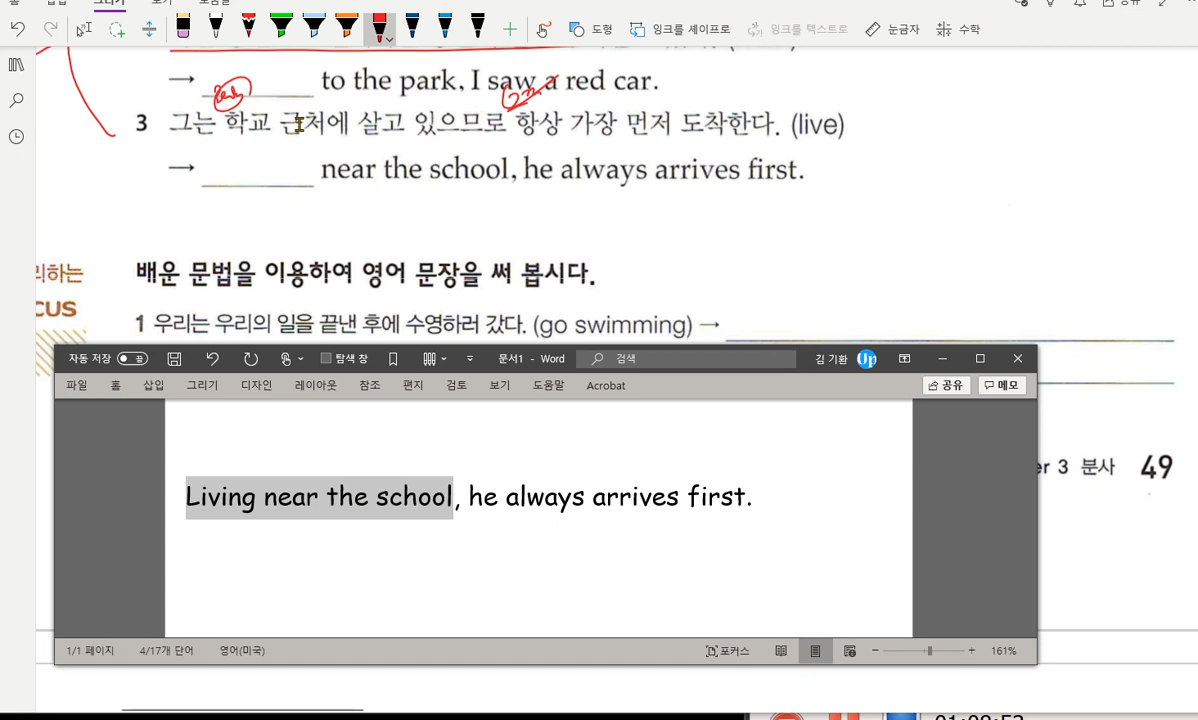 도형
잉크를 셰이프로
잉크를 텍스트로
눈금자
수학
→ to the park, I saw a red car.
3 그는 학교 근처에 살고 있으므로 항상 가장 먼저 도착한다. (live)
→ near the school, he always arrives first.
리하는
CUS
배운 문법을 이용하여 영어 문장을 써 봅시다.
1 우리는 우리의 일을 끝낸 후에 수영하러 갔다. (go swimming) →
자동 저장 끔 탐색 창 문서1 - Word 검색 김 기환
파일 홈 삽입 그리기 디자인 레이아웃 참조 편지 검토 보기 도움말 Acrobat 공유 메모
Living near the school, he always arrives first.
er 3 분사 49
1/1 페이지 4/17개 단어 영어(미국) 포커스 161%